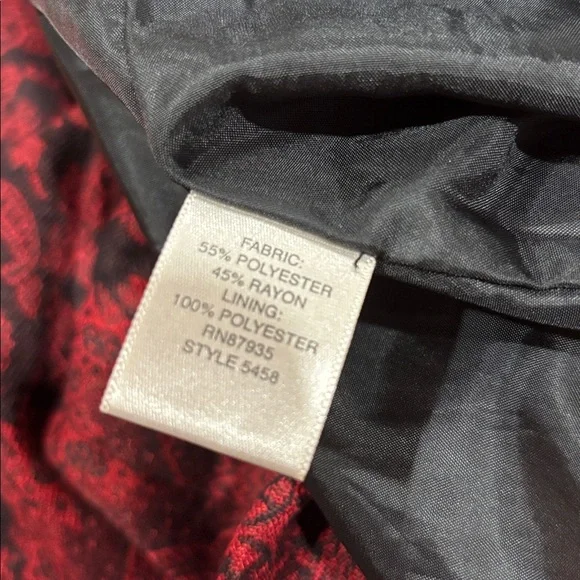 FABRIC:
55% POLYESTER
45% RAYON
LINING:
100% POLYESTER
RN87935
STYLE 5458